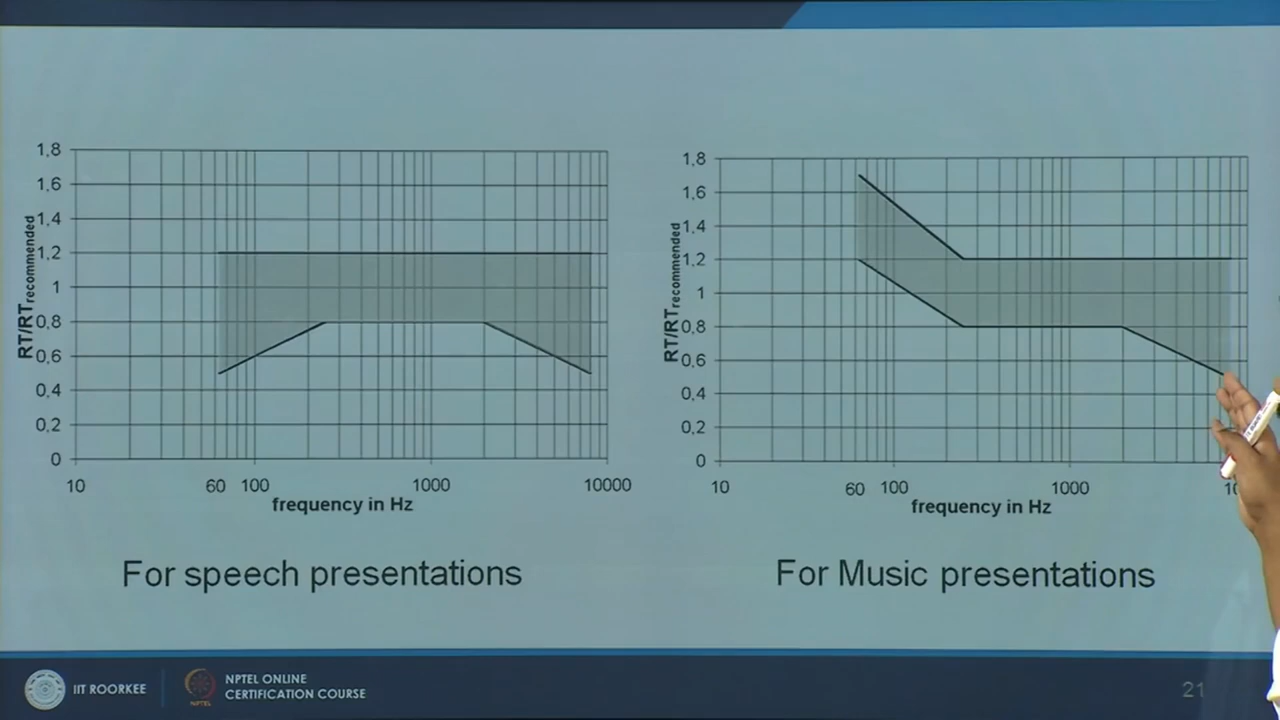 1,8
1,6
1,4
1,2
1
0,8
0,6
0,4
0,2
0
RT/RTrecommended
10 60 100 1000 10000
frequency in Hz
For speech presentations
1,8
1,6
1,4
1,2
1
0,8
0,6
0,4
0,2
0
RT/RTrecommended
10 60 100 1000
frequency in Hz
For Music presentations
IIT ROORKEE
NPTEL
NPTEL ONLINE
CERTIFICATION COURSE
21